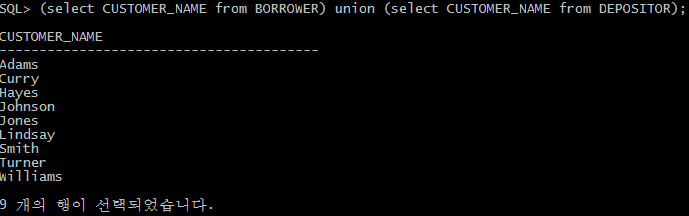 SQL> (select CUSTOMER_NAME from BORROWER) union (select CUSTOMER_NAME from DEPOSITOR);
CUSTOMER_NAME
----------------------------------------
Adams
Curry
Hayes
Johnson
Jones
Lindsay
Smith
Turner
Williams
9 개의 행이 선택되었습니다.